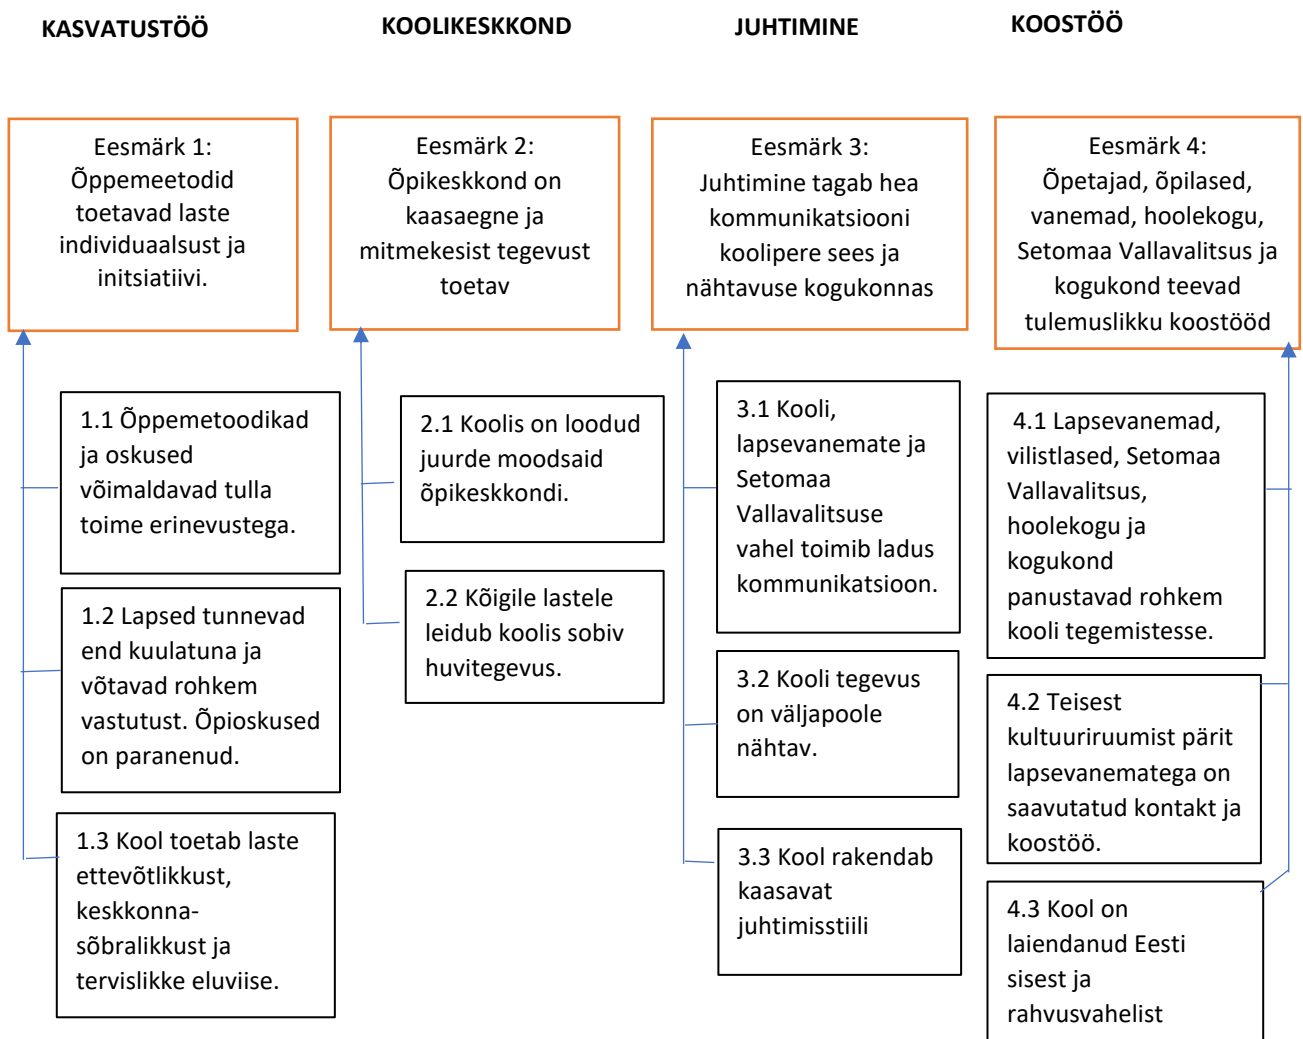 KASVATUSTÖÖ
KOOLIKESKKOND
JUHTIMINE
KOOSTÖÖ
Eesmärk 1:
Õppemeetodid
toetavad laste
individuaalsust ja
initsiatiivi.
Eesmärk 2:
Õpikeskkond on
kaasaegne ja
mitmekesist tegevust
toetav
Eesmärk 3:
Juhtimine tagab hea
kommunikatsiooni
koolipere sees ja
nähtavuse kogukonnas
Eesmärk 4:
Õpetajad, õpilased,
vanemad, hoolekogu,
Setomaa Vallavalitsus ja
kogukond teevad
tulemuslikku koostööd
1.1 Õppemetoodikad
ja oskused
võimaldavad tulla
toime erinevustega.
1.2 Lapsed tunnevad
end kuulatuna ja
võtavad rohkem
vastutust. Õpioskused
on paranenud.
1.3 Kool toetab laste
ettevõtlikkust,
keskkonna-
sõbralikkust ja
tervislikke eluviise.
2.1 Koolis on loodud
juurde moodsaid
õpikeskkondi.
2.2 Kõigile lastele
leidub koolis sobiv
huvitegevus.
3.1 Kooli,
lapsevanemate ja
Setomaa
Vallavalitsuse
vahel toimib ladus
kommunikatsioon.
3.2 Kooli tegevus
on väljapoole
nähtav.
3.3 Kool rakendab
kaasavat
juhtimisstiili
4.1 Lapsevanemad,
vilistlased, Setomaa
Vallavalitsus,
hoolekogu ja
kogukond
panustavad rohkem
kooli tegemistesse.
4.2 Teisest
kultuuriruumist pärit
lapsevanematega on
saavutatud kontakt ja
koostöö.
4.3 Kool on
laiendanud Eesti
sisest ja
rahvusvahelist